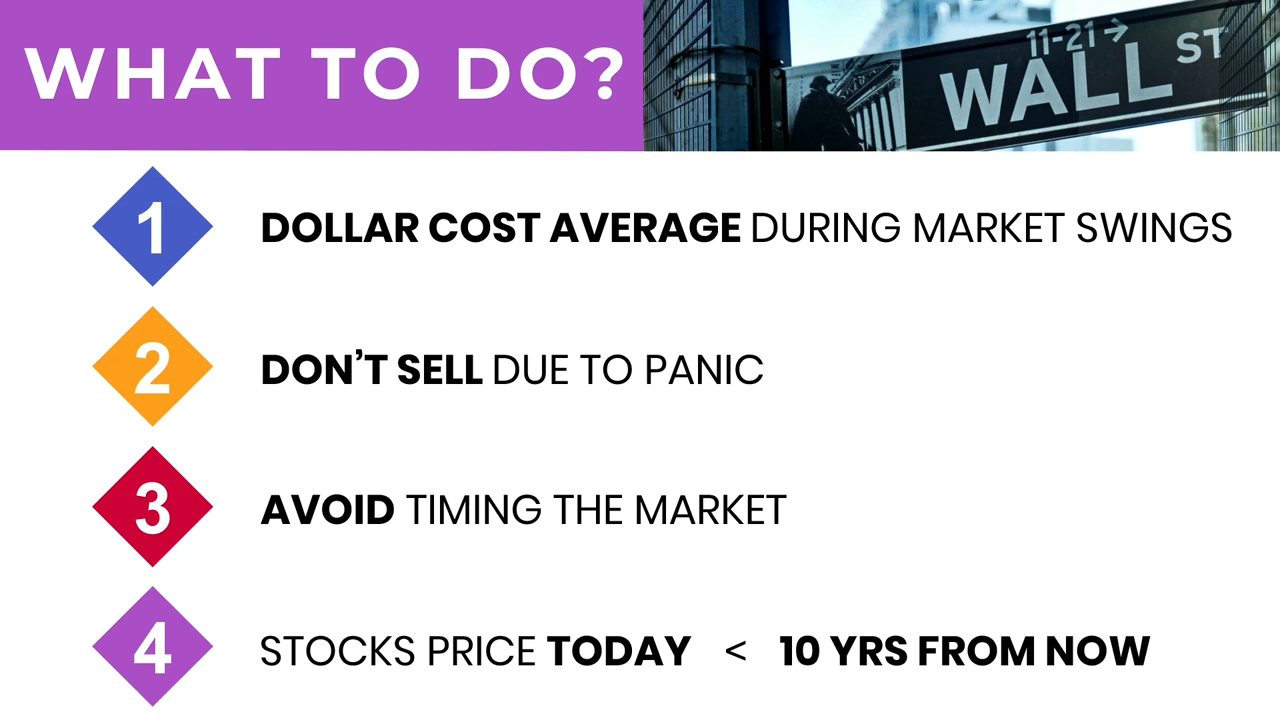 WHAT TO DO?
11-21 →
WALL ST
1
DOLLAR COST AVERAGE DURING MARKET SWINGS
2
DON’T SELL DUE TO PANIC
3
AVOID TIMING THE MARKET
4
STOCKS PRICE TODAY < 10 YRS FROM NOW